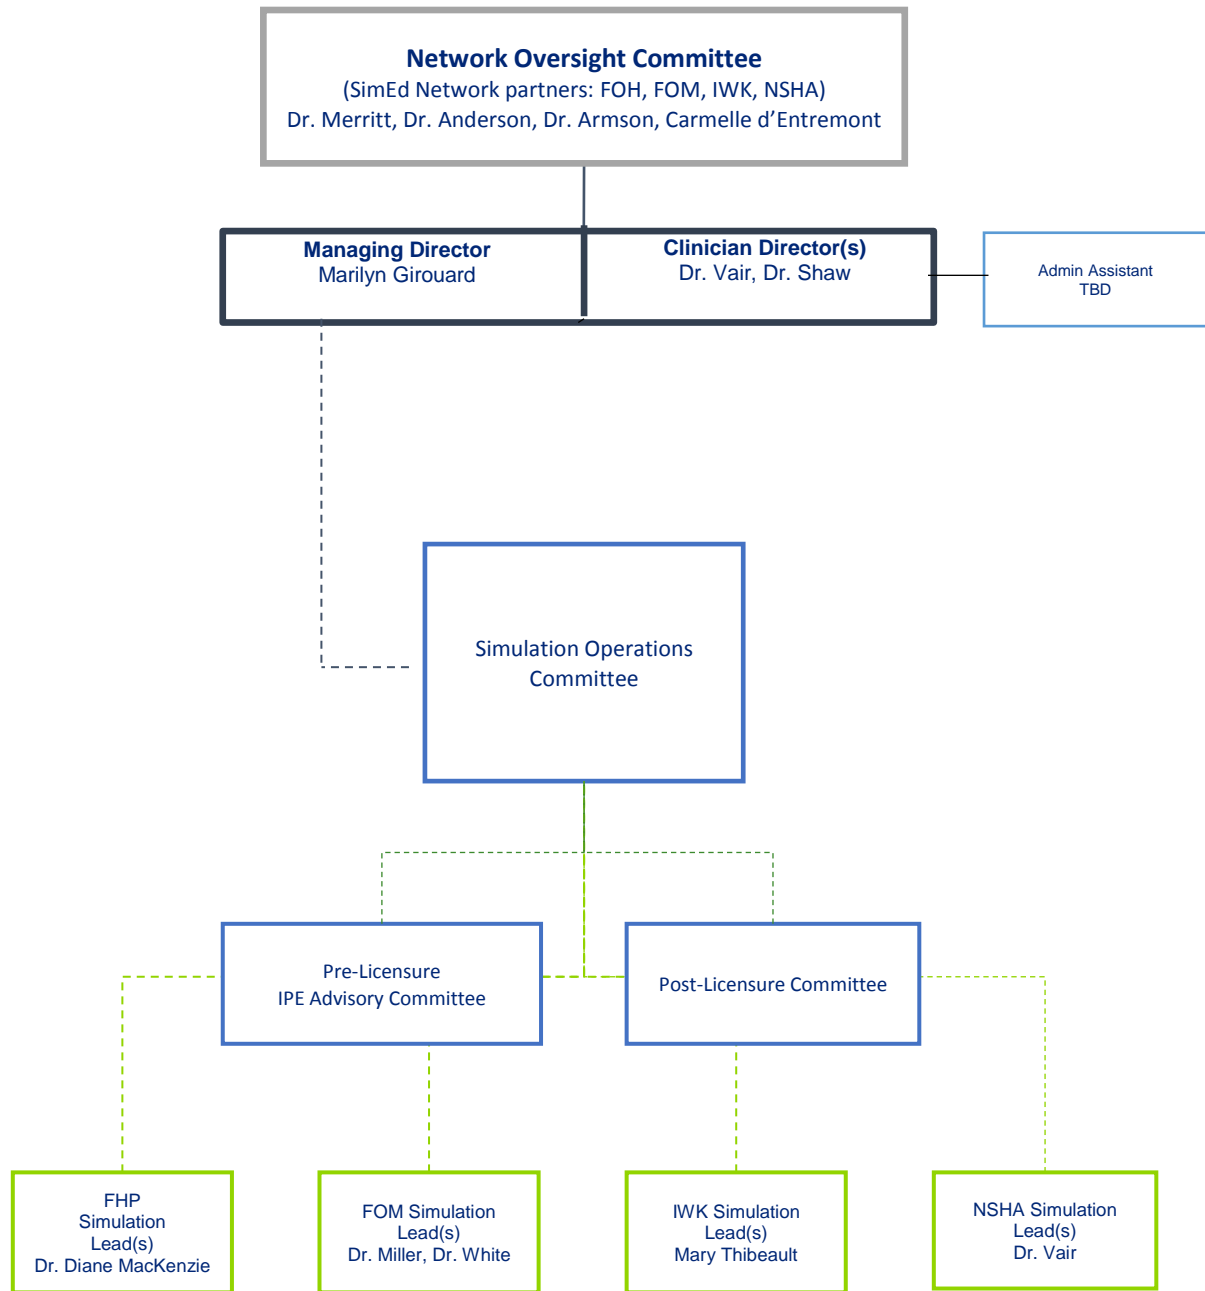 Network Oversight Committee
(SimEd Network partners: FOH, FOM, IWK, NSHA)
Dr. Merritt, Dr. Anderson, Dr. Armson, Carmelle d’Entremont
Managing Director
Marilyn Girouard
Clinician Director(s)
Dr. Vair, Dr. Shaw
Admin Assistant
TBD
Simulation Operations
Committee
Pre-Licensure
IPE Advisory Committee
Post-Licensure Committee
FHP
Simulation
Lead(s)
Dr. Diane MacKenzie
FOM Simulation
Lead(s)
Dr. Miller, Dr. White
IWK Simulation
Lead(s)
Mary Thibeault
NSHA Simulation
Lead(s)
Dr. Vair